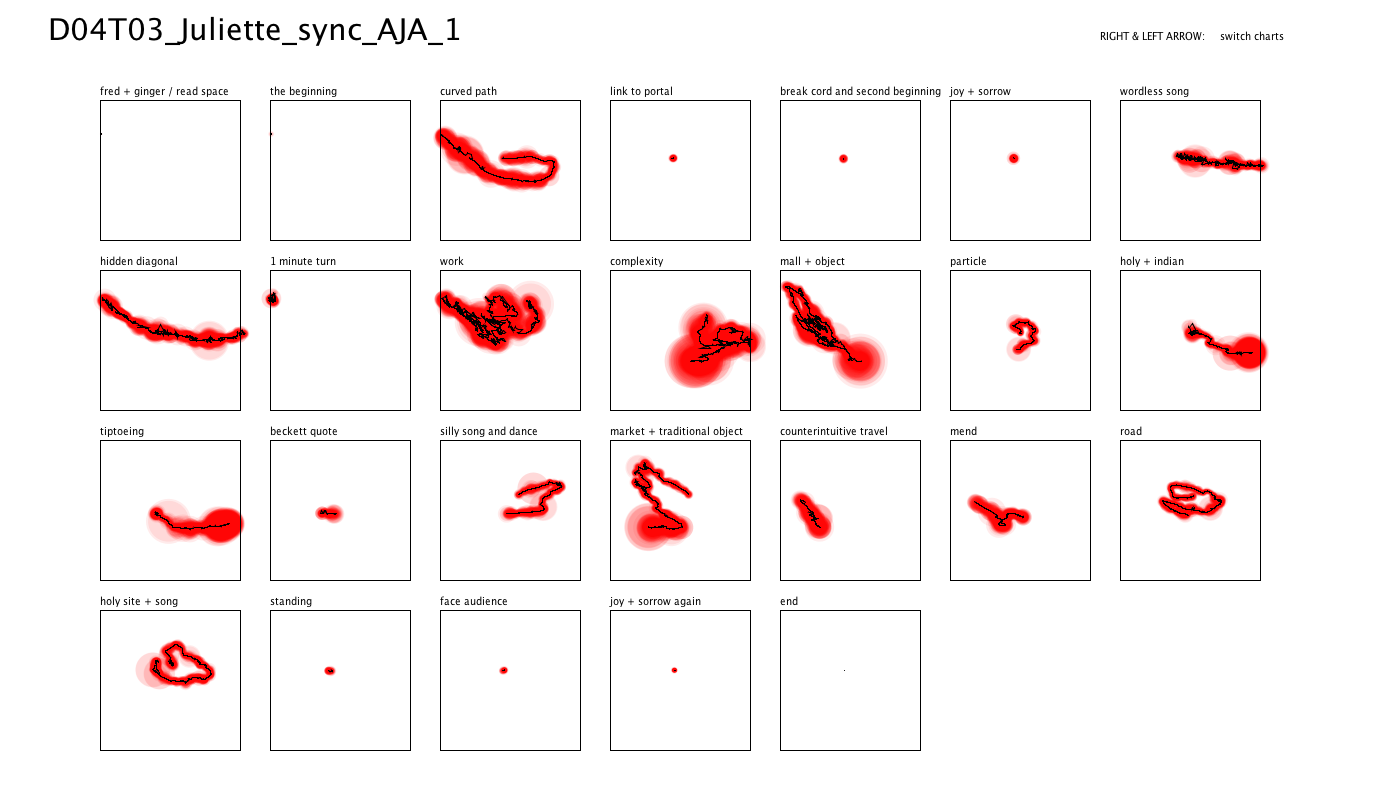 D04T03_Juliette_sync_AJA_1
RIGHT & LEFT ARROW: switch charts
fred + ginger / read space
the beginning
curved path
link to portal
break cord and second beginning
joy + sorrow
wordless song
hidden diagonal
1 minute turn
work
complexity
mall + object
particle
holy + indian
tiptoeing
beckett quote
silly song and dance
market + traditional object
counterintuitive travel
mend
road
holy site + song
standing
face audience
joy + sorrow again
end